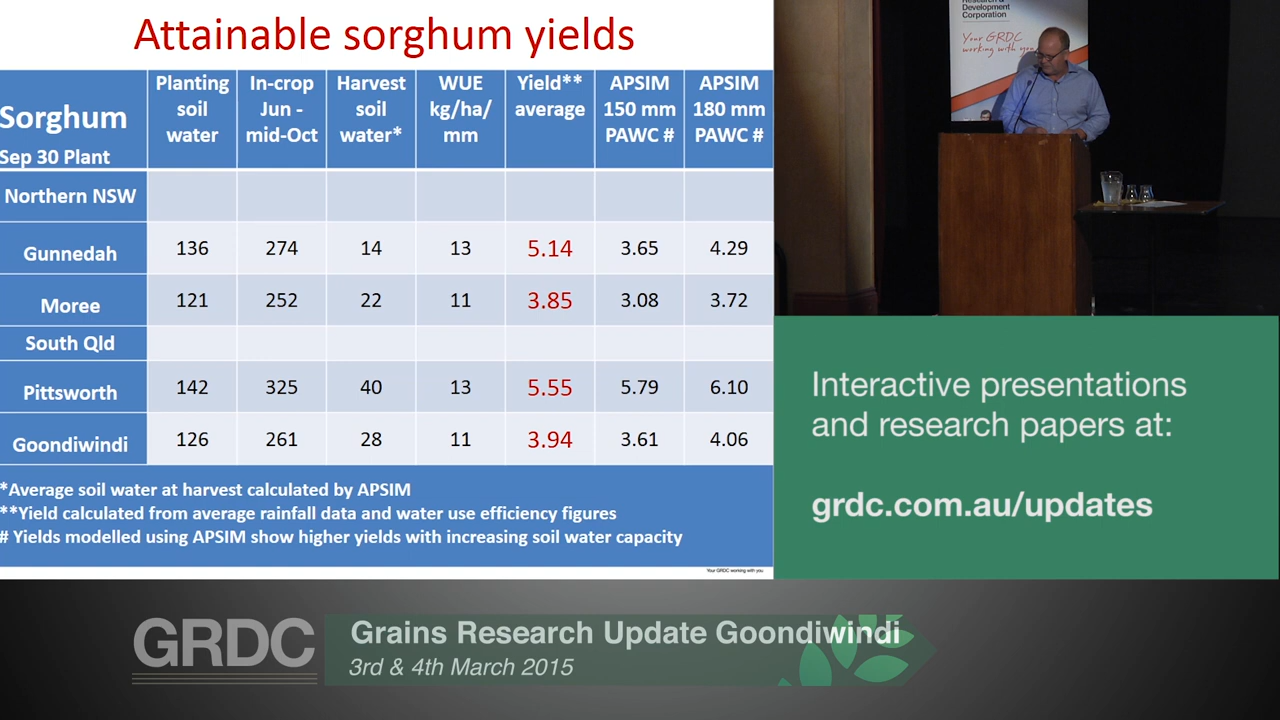 Attainable sorghum yields
Sorghum
Sep 30 Plant
Planting
soil
water
In-crop
Jun -
mid-Oct
Harvest
soil
water*
WUE
kg/ha/
mm
Yield**
average
APSIM
150 mm
PAWC #
APSIM
180 mm
PAWC #
Northern NSW
Gunnedah 136 274 14 13 5.14 3.65 4.29
Moree 121 252 22 11 3.85 3.08 3.72
South Qld
Pittsworth 142 325 40 13 5.55 5.79 6.10
Goondiwindi 126 261 28 11 3.94 3.61 4.06
*Average soil water at harvest calculated by APSIM
**Yield calculated from average rainfall data and water use efficiency figures
# Yields modelled using APSIM show higher yields with increasing soil water capacity
Your GRDC working with you
Research &
Development
Corporation
Your GRDC
working with you
Interactive presentations
and research papers at:
grdc.com.au/updates
GRDC
Grains Research Update Goondiwindi
3rd & 4th March 2015